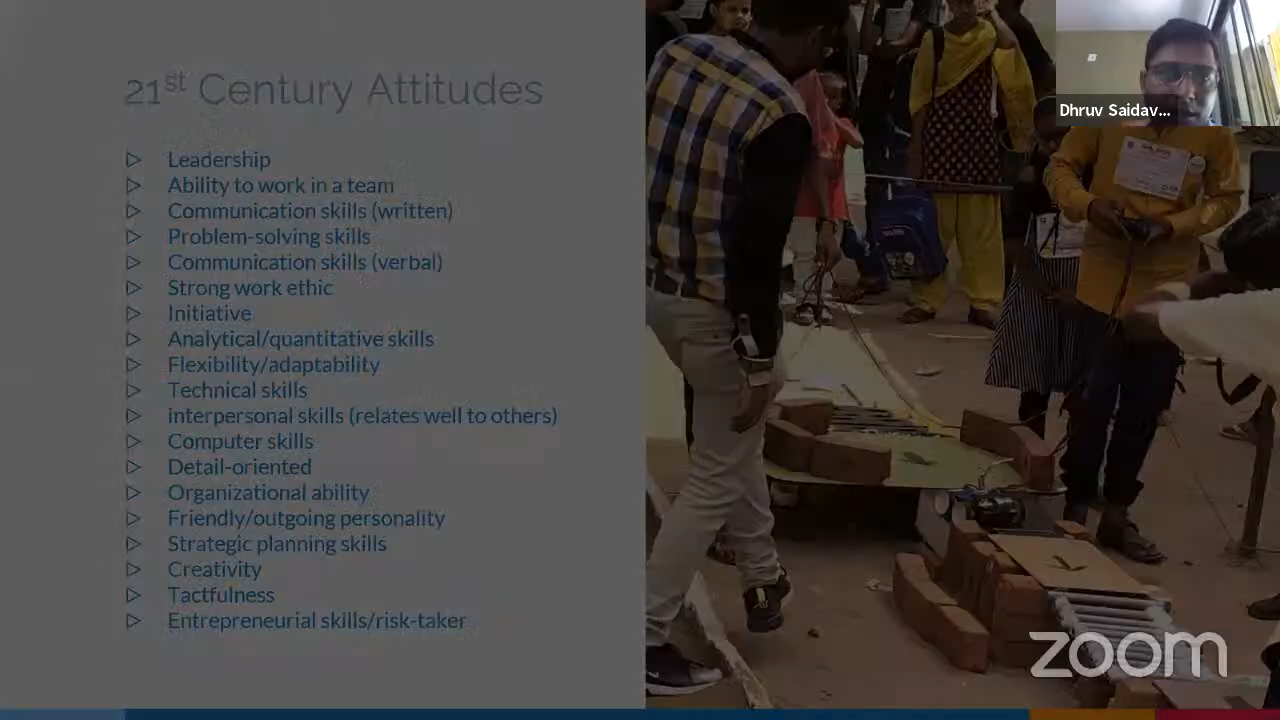 21st Century Attitudes
Leadership
Ability to work in a team
Communication skills (written)
Problem-solving skills
Communication skills (verbal)
Strong work ethic
Initiative
Analytical/quantitative skills
Flexibility/adaptability
Technical skills
interpersonal skills (relates well to others)
Computer skills
Detail-oriented
Organizational ability
Friendly/outgoing personality
Strategic planning skills
Creativity
Tactfulness
Entrepreneurial skills/risk-taker
Dhruv Saidav...
zoom